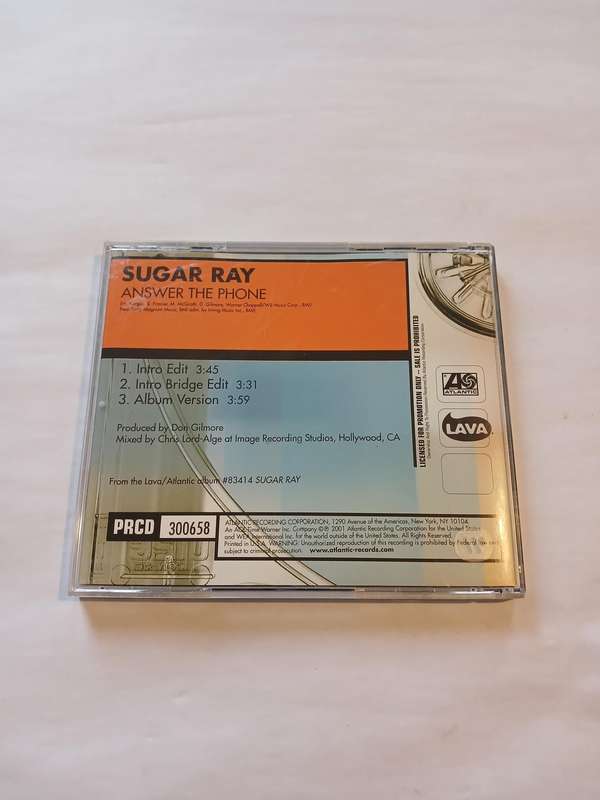 SUGAR RAY
ANSWER THE PHONE
1. Intro Edit 3:45
2. Intro Bridge Edit 3:31
3. Album Version 3:59
Produced by Don Gilmore
Mixed by Chris Lord-Alge at Image Recording Studios, Hollywood, CA
From the Lava/Atlantic album #83414 SUGAR RAY
PRCD 300658
ATLANTIC RECORDING CORPORATION, 1290 Avenue of the Americas, New York, NY 10104
An AOL Time Warner Inc. Company ©℗ 2001 Atlantic Recording Corporation for the United States
and WEA International Inc. for the world outside of the United States. All Rights Reserved.
Printed in U.S.A. WARNING: Unauthorized reproduction of this recording is prohibited by Federal law and
subject to criminal prosecution. www.atlantic-records.com
LICENSED FOR PROMOTION ONLY – SALE IS PROHIBITED
ATLANTIC
LAVA